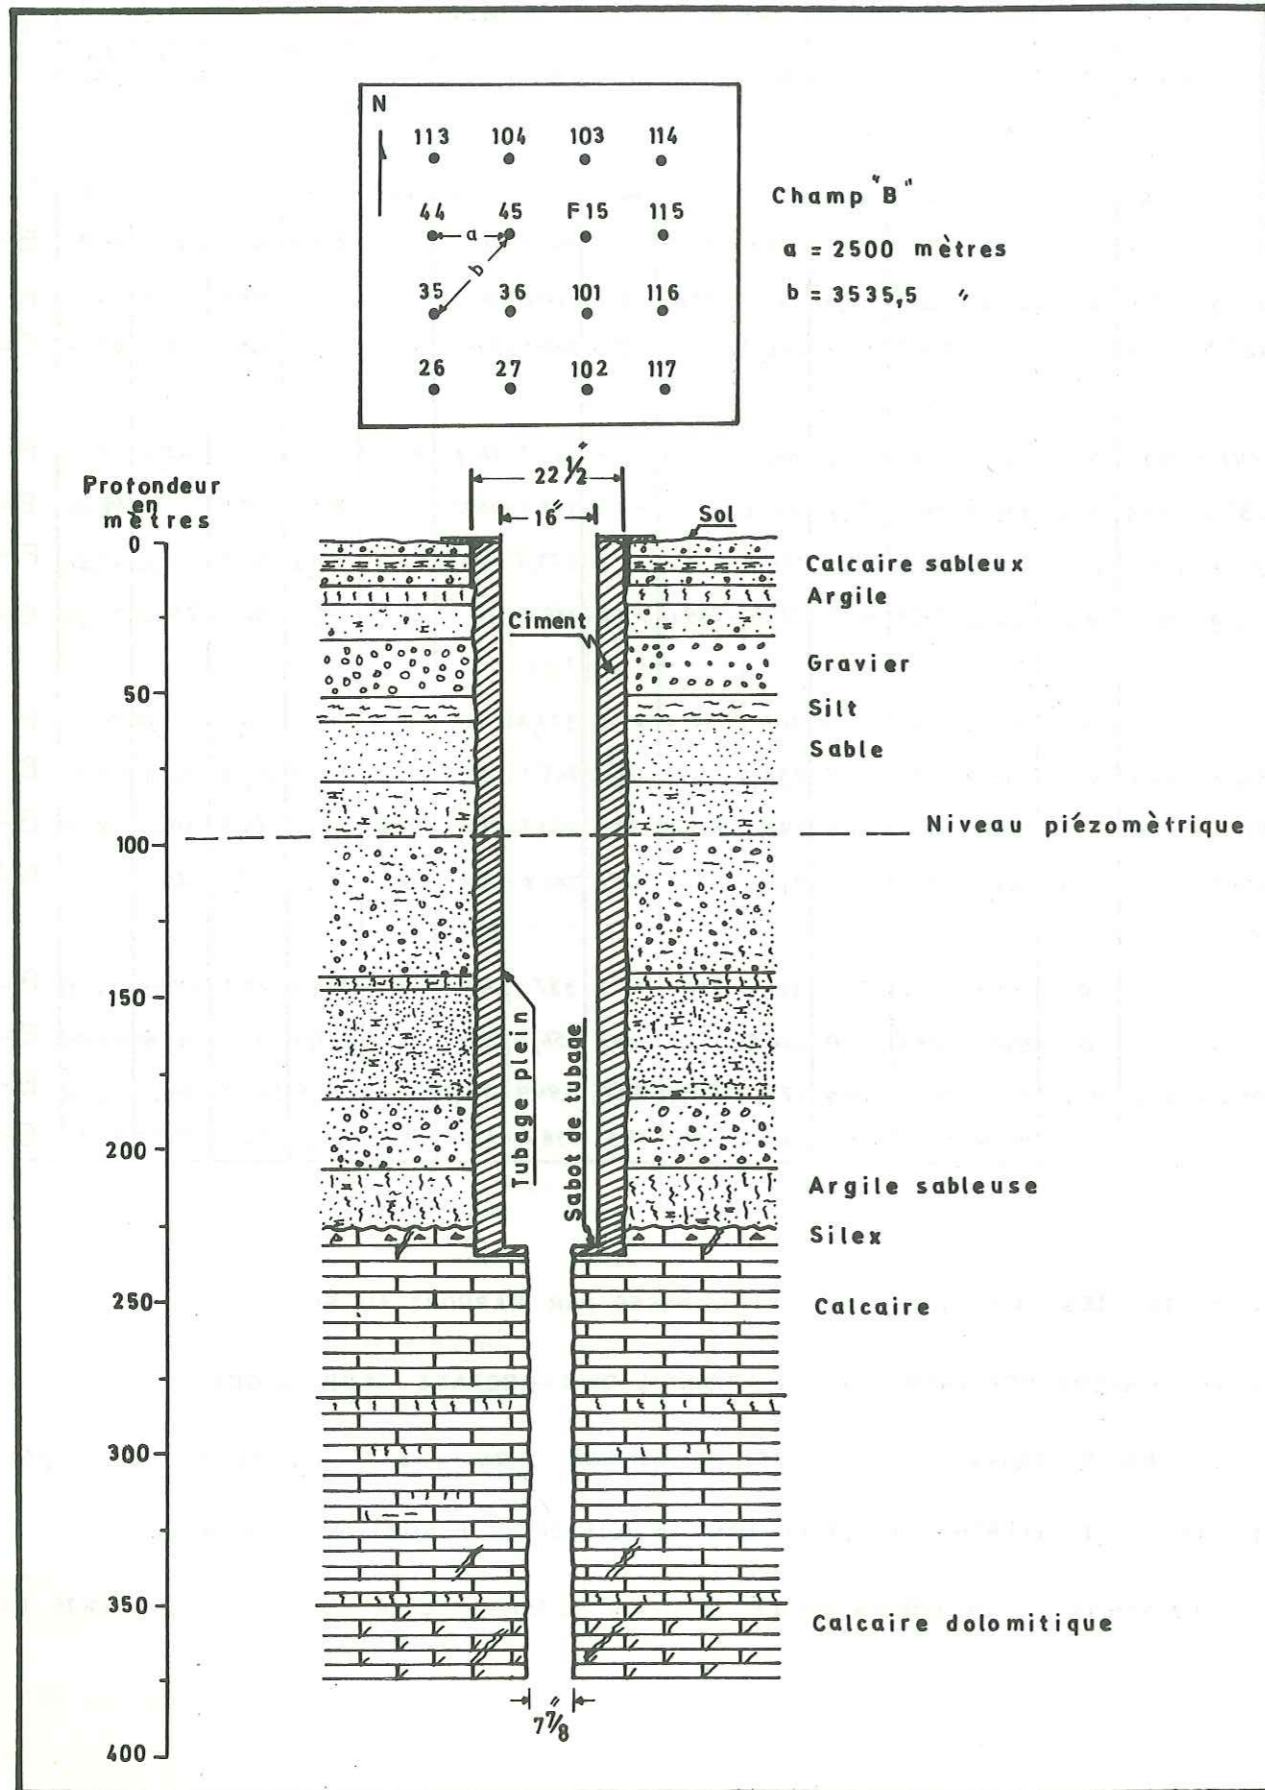 N
113 104 103 114
44 45 F15 115
a
b
35 36 101 116
26 27 102 117
Champ "B"
a = 2500 mètres
b = 3535,5 "
Profondeur
en
mètres
22 1/2"
16"
Sol
0
Calcaire sableux
Argile
Ciment
Gravier
50
Silt
Sable
Niveau piézomètrique
100
150
Tubage plein
Sabot de tubage
200
Argile sableuse
Silex
250
Calcaire
300
350
Calcaire dolomitique
7 7/8"
400